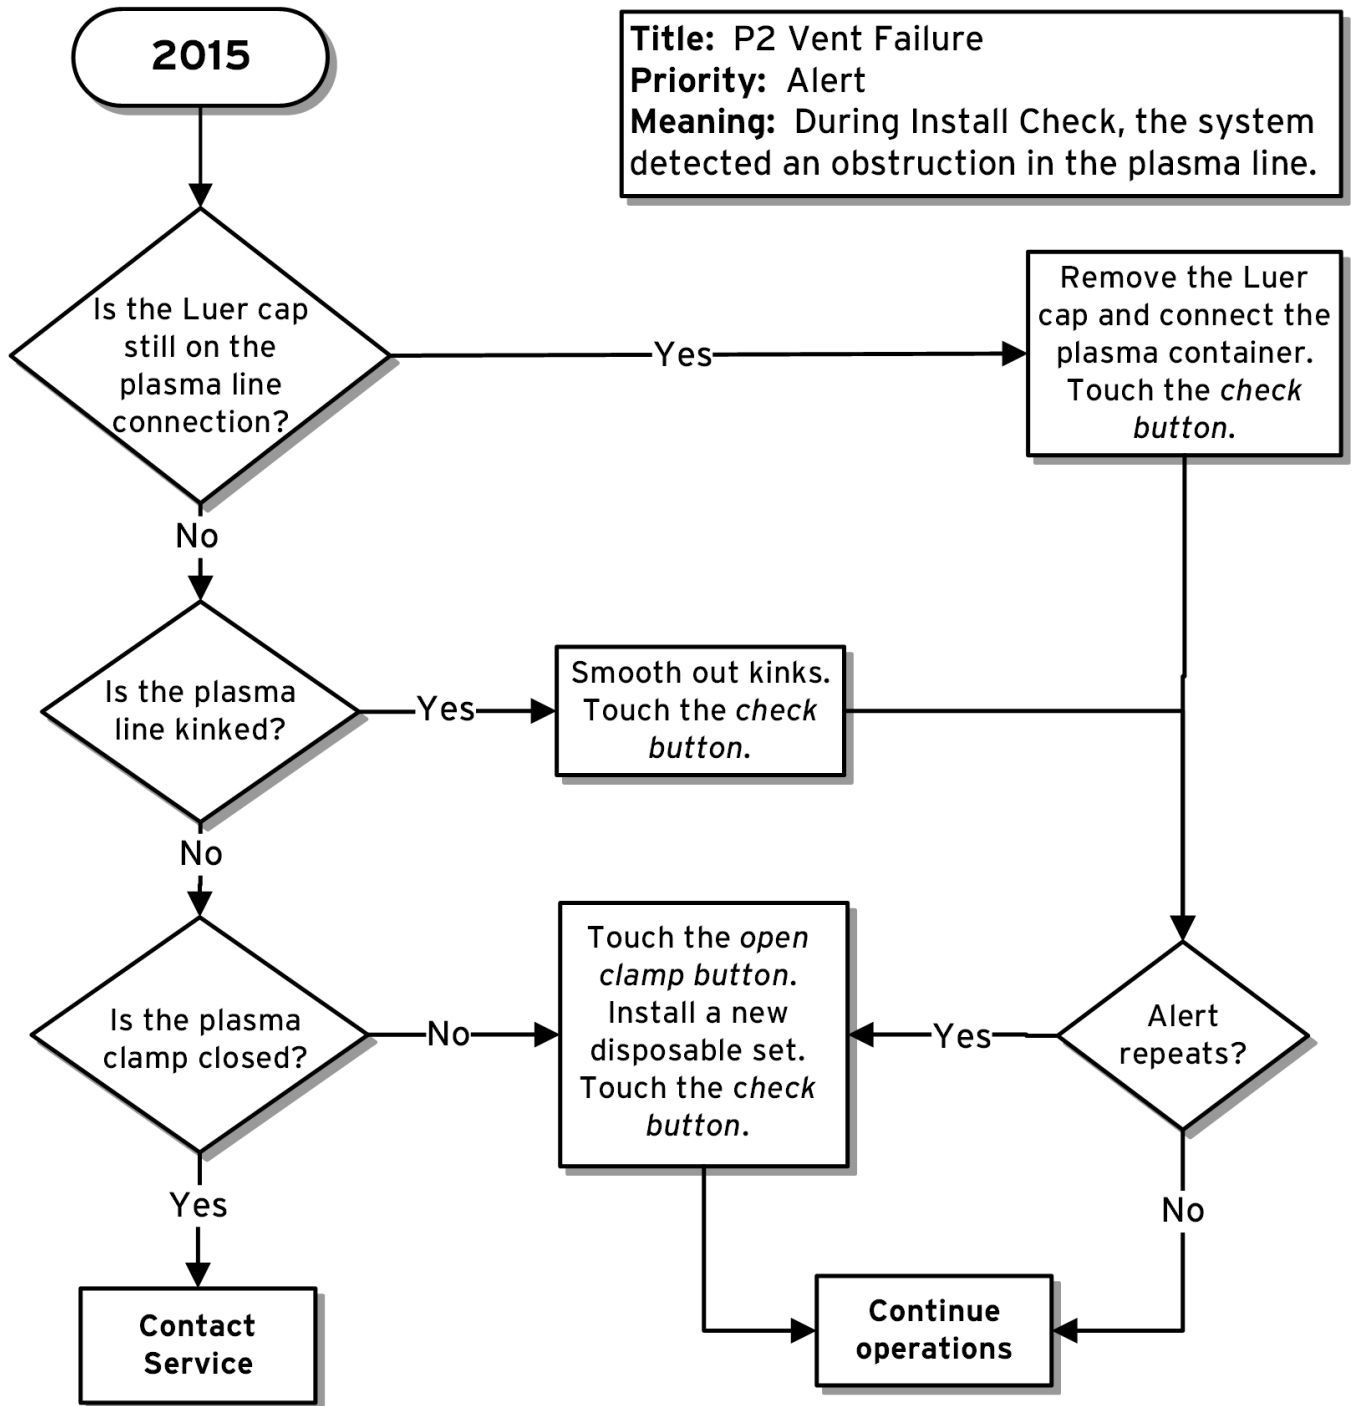 2015
Title: P2 Vent Failure
Priority: Alert
Meaning: During Install Check, the system
detected an obstruction in the plasma line.
Is the Luer cap
still on the
plasma line
connection?
Yes
Remove the Luer
cap and connect the
plasma container.
Touch the check
button.
No
Is the plasma
line kinked?
Yes
Smooth out kinks.
Touch the check
button.
No
Is the plasma
clamp closed?
No
Touch the open
clamp button.
Install a new
disposable set.
Touch the check
button.
Yes
Alert
repeats?
Yes
No
Contact
Service
Continue
operations